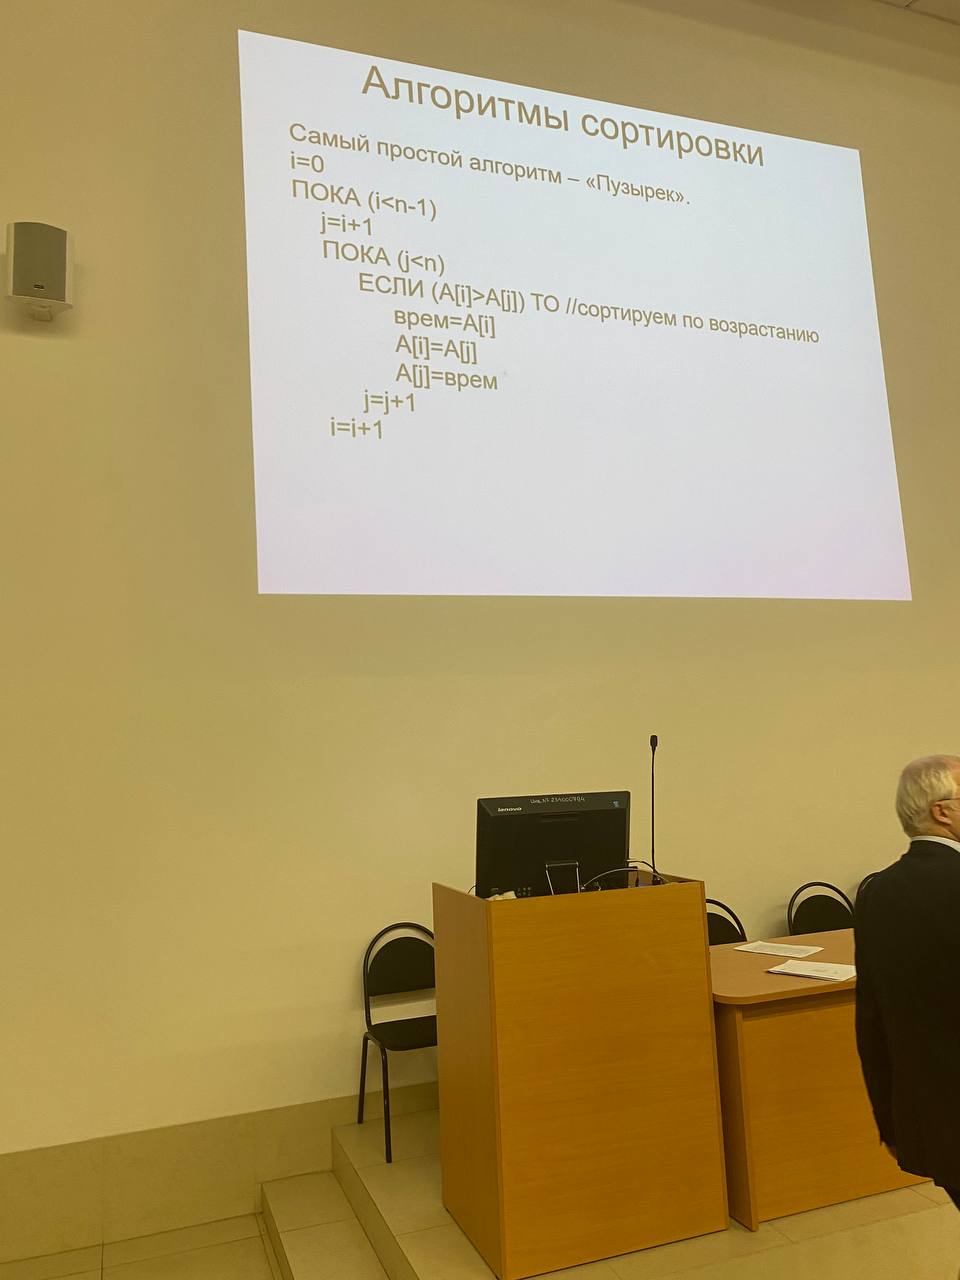 Алгоритмы сортировки
Самый простой алгоритм – «Пузырек».
i=0
ПОКА (i<n-1)
j=i+1
ПОКА (j<n)
ЕСЛИ (A[i]>A[j]) ТО //сортируем по возрастанию
врем=A[i]
A[i]=A[j]
A[j]=врем
j=j+1
i=i+1
lenovo